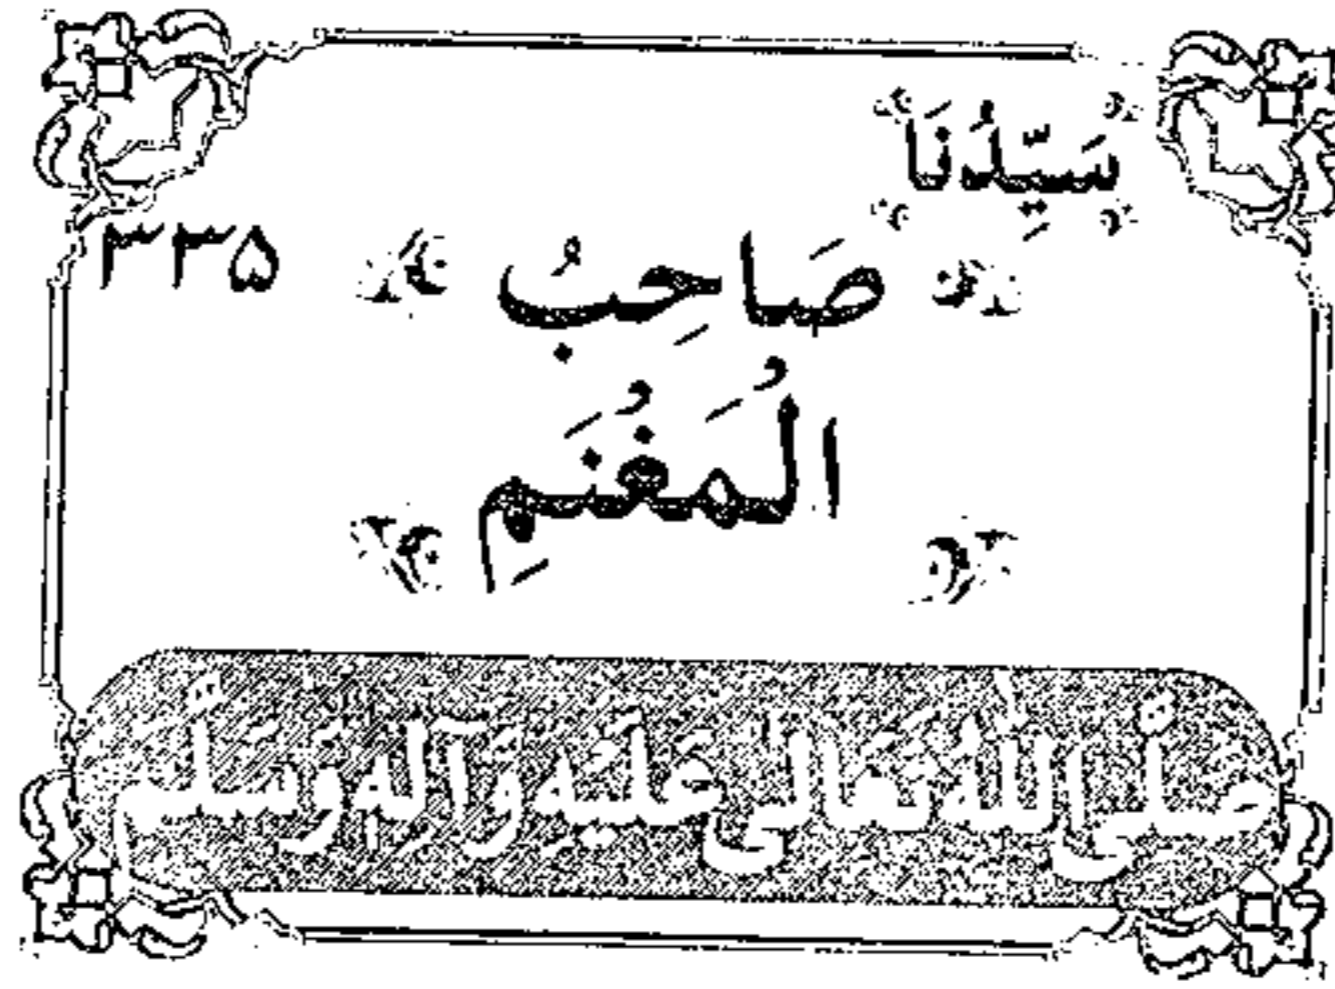 سَيِّدُنَا
صَاحِبُ
۳۳۵
الْمَغْنَمِ
صَلَّى اللّٰهُ تَعَالٰى عَلَيْهِ وَآلِهٖ وَسَلَّم